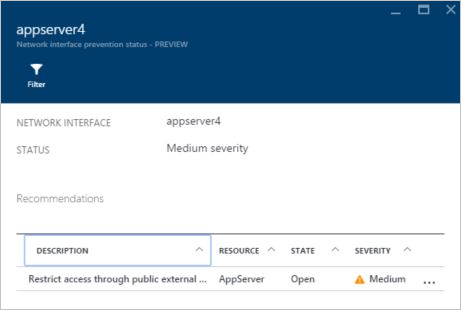 appserver4
Network interface prevention status - PREVIEW
Filter
NETWORK INTERFACE appserver4
STATUS Medium severity
Recommendations
DESCRIPTION RESOURCE STATE SEVERITY
Restrict access through public external ... AppServer Open Medium ...